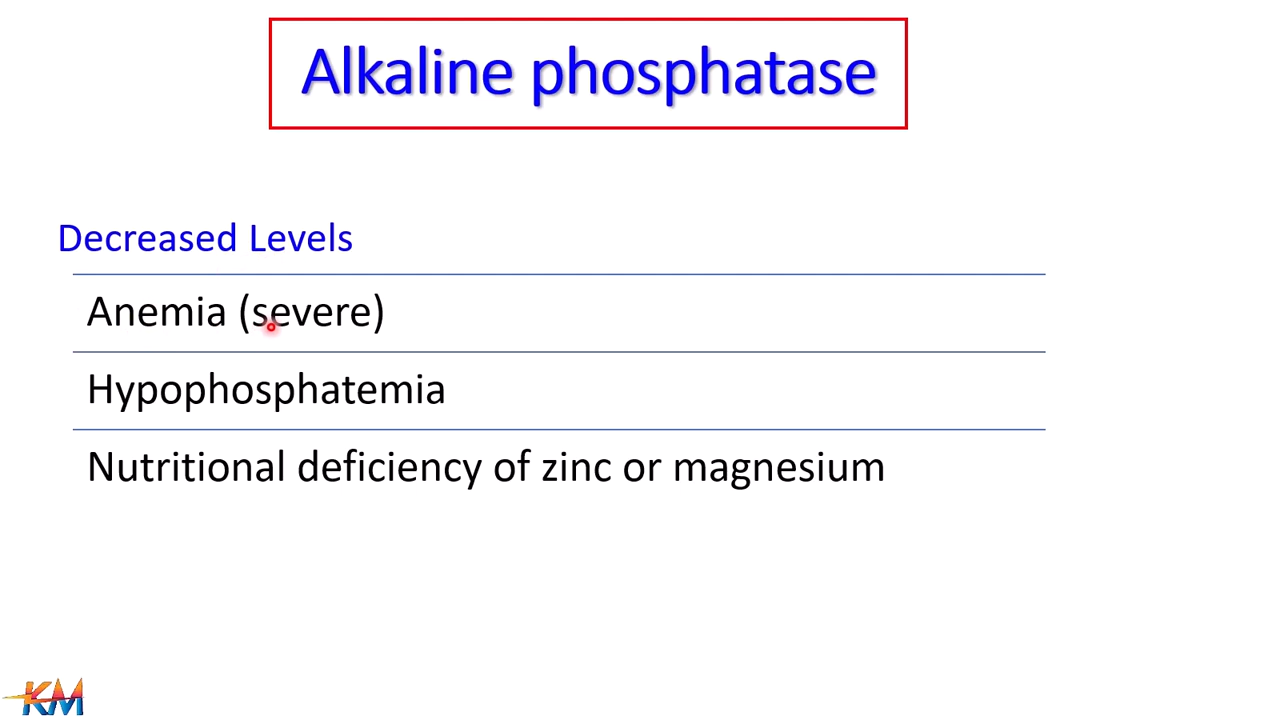 Alkaline phosphatase
Decreased Levels
Anemia (severe)
Hypophosphatemia
Nutritional deficiency of zinc or magnesium
KM